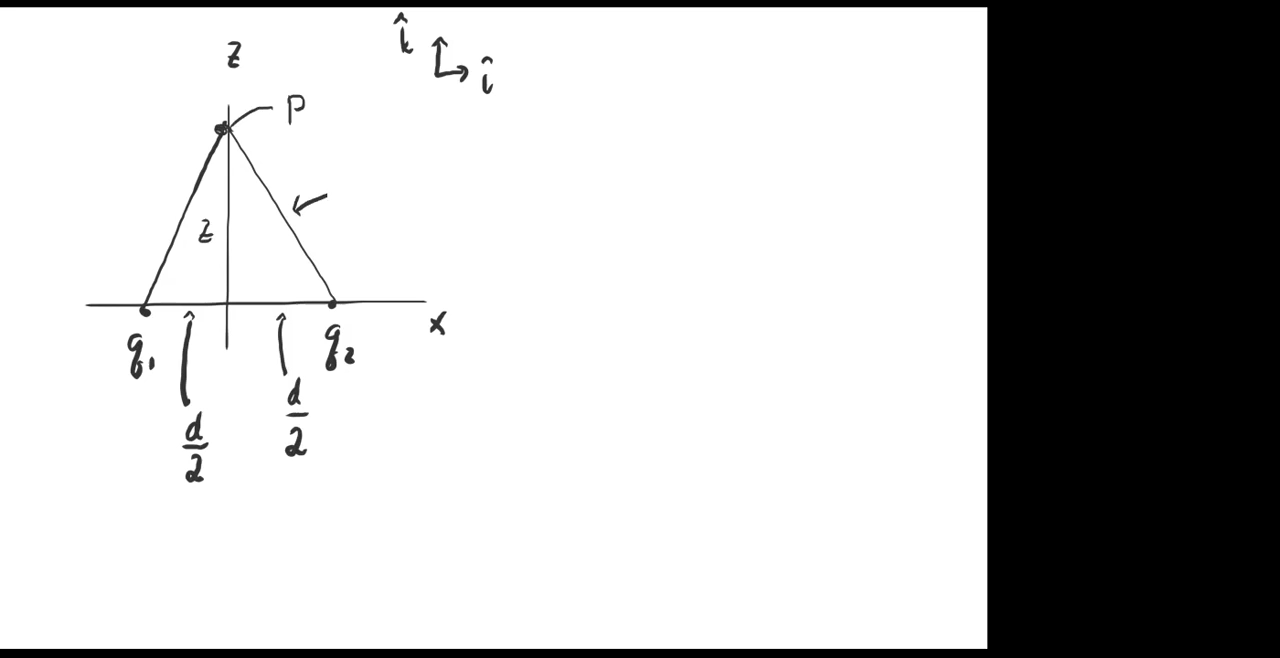 z
k̂
î
P
z
x
q₁
q₂
d/2
d/2